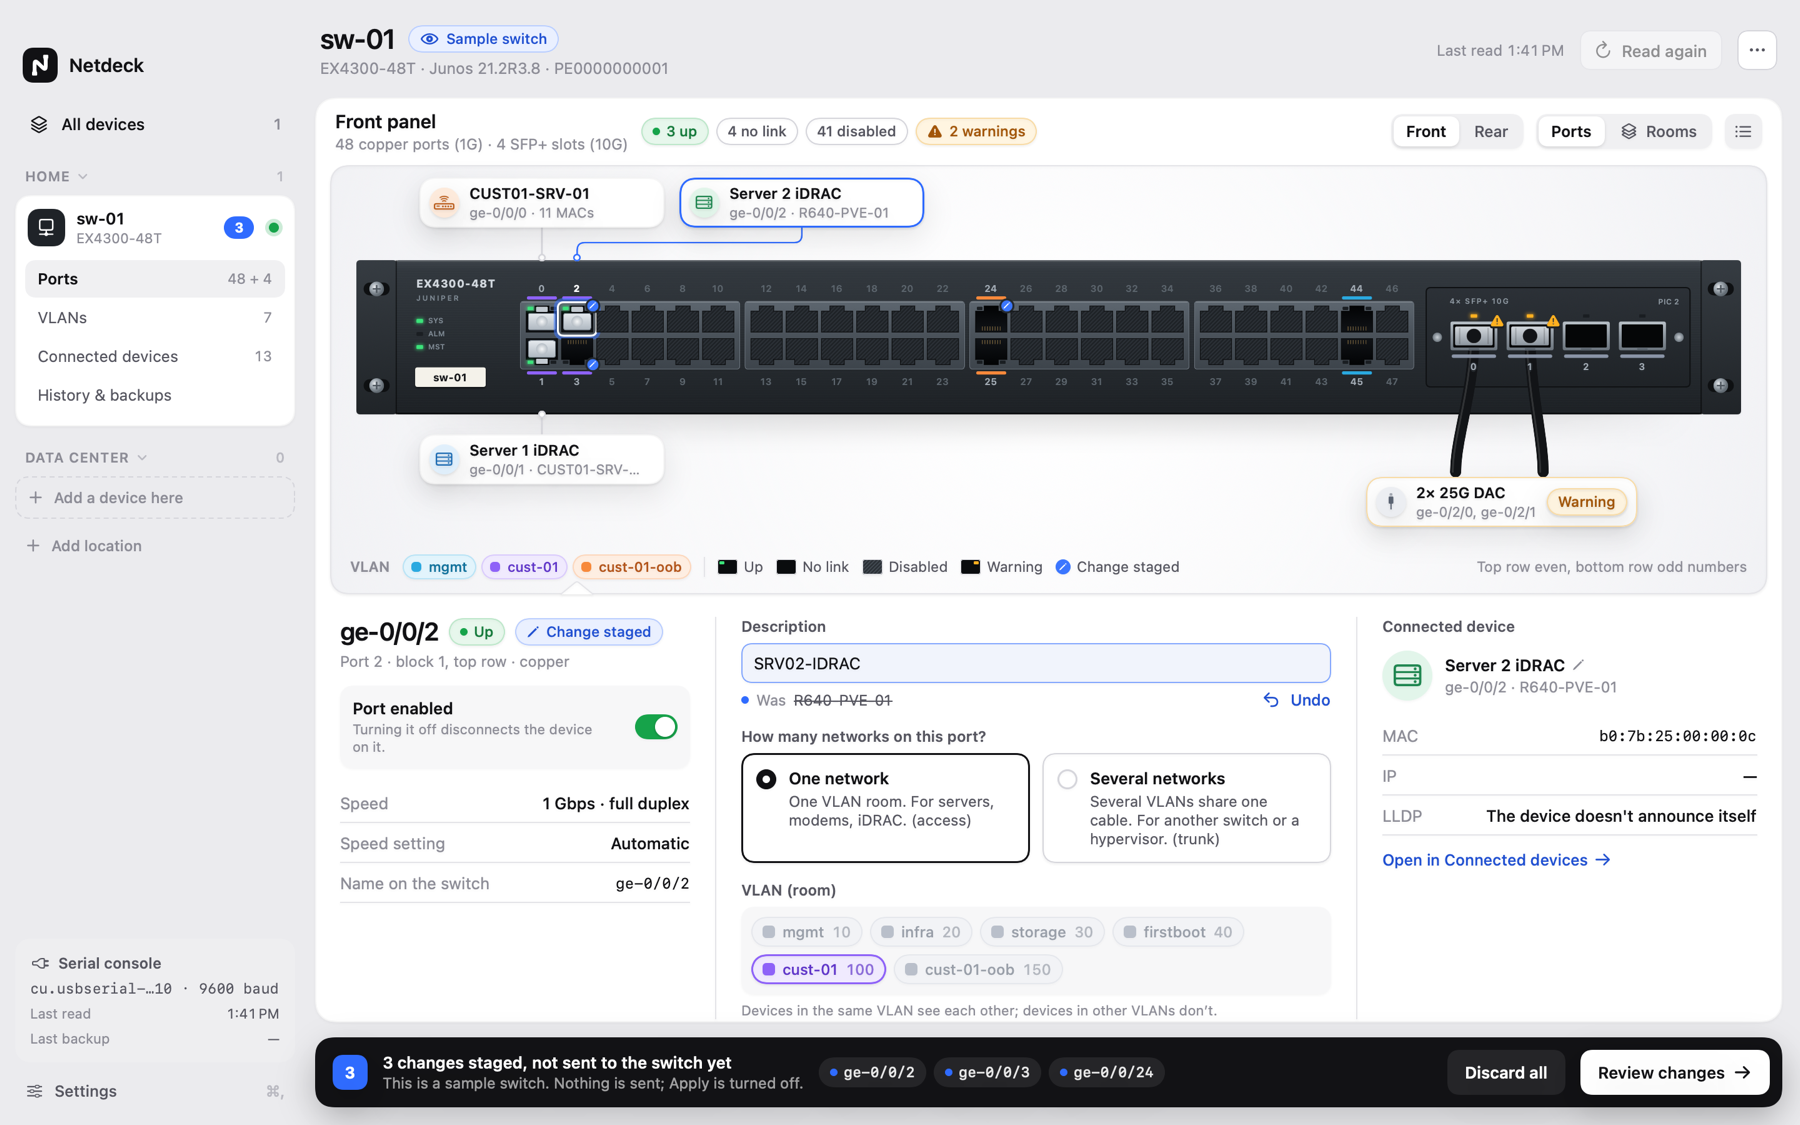 Netdeck
All devices 1
HOME 1
sw-01 3
EX4300-48T
Ports 48 + 4
VLANs 7
Connected devices 13
History & backups
DATA CENTER 0
Add a device here
Add location
Serial console
cu.usbserial-…10 · 9600 baud
Last read 1:41 PM
Last backup —
Settings ⌘,
sw-01 Sample switch
EX4300-48T · Junos 21.2R3.8 · PE0000000001
Last read 1:41 PM Read again
Front panel
48 copper ports (1G) · 4 SFP+ slots (10G)
3 up 4 no link 41 disabled 2 warnings
Front Rear Ports Rooms
CUST01-SRV-01
ge-0/0/0 · 11 MACs
Server 2 iDRAC
ge-0/0/2 · R640-PVE-01
EX4300-48T
JUNIPER
SYS
ALM
MST
sw-01
0 2 4 6 8 10 12 14 16 18 20 22 24 26 28 30 32 34 36 38 40 42 44 46
1 3 5 7 9 11 13 15 17 19 21 23 25 27 29 31 33 35 37 39 41 43 45 47
4x SFP+ 10G PIC 2
0 1 2 3
Server 1 iDRAC
ge-0/0/1 · CUST01-SRV-...
2× 25G DAC
ge-0/2/0, ge-0/2/1
Warning
VLAN mgmt cust-01 cust-01-oob Up No link Disabled Warning Change staged Top row even, bottom row odd numbers
ge-0/0/2 Up Change staged
Port 2 · block 1, top row · copper
Port enabled
Turning it off disconnects the device
on it.
Speed 1 Gbps · full duplex
Speed setting Automatic
Name on the switch ge-0/0/2
Description
SRV02-IDRAC
Was R640-PVE-01 Undo
How many networks on this port?
One network
One VLAN room. For servers,
modems, iDRAC. (access)
Several networks
Several VLANs share one
cable. For another switch or a
hypervisor. (trunk)
VLAN (room)
mgmt 10 infra 20 storage 30 firstboot 40
cust-01 100 cust-01-oob 150
Devices in the same VLAN see each other; devices in other VLANs don't.
Connected device
Server 2 iDRAC
ge-0/0/2 · R640-PVE-01
MAC b0:7b:25:00:00:0c
IP —
LLDP The device doesn't announce itself
Open in Connected devices →
3 3 changes staged, not sent to the switch yet
This is a sample switch. Nothing is sent; Apply is turned off.
ge-0/0/2 ge-0/0/3 ge-0/0/24
Discard all Review changes →